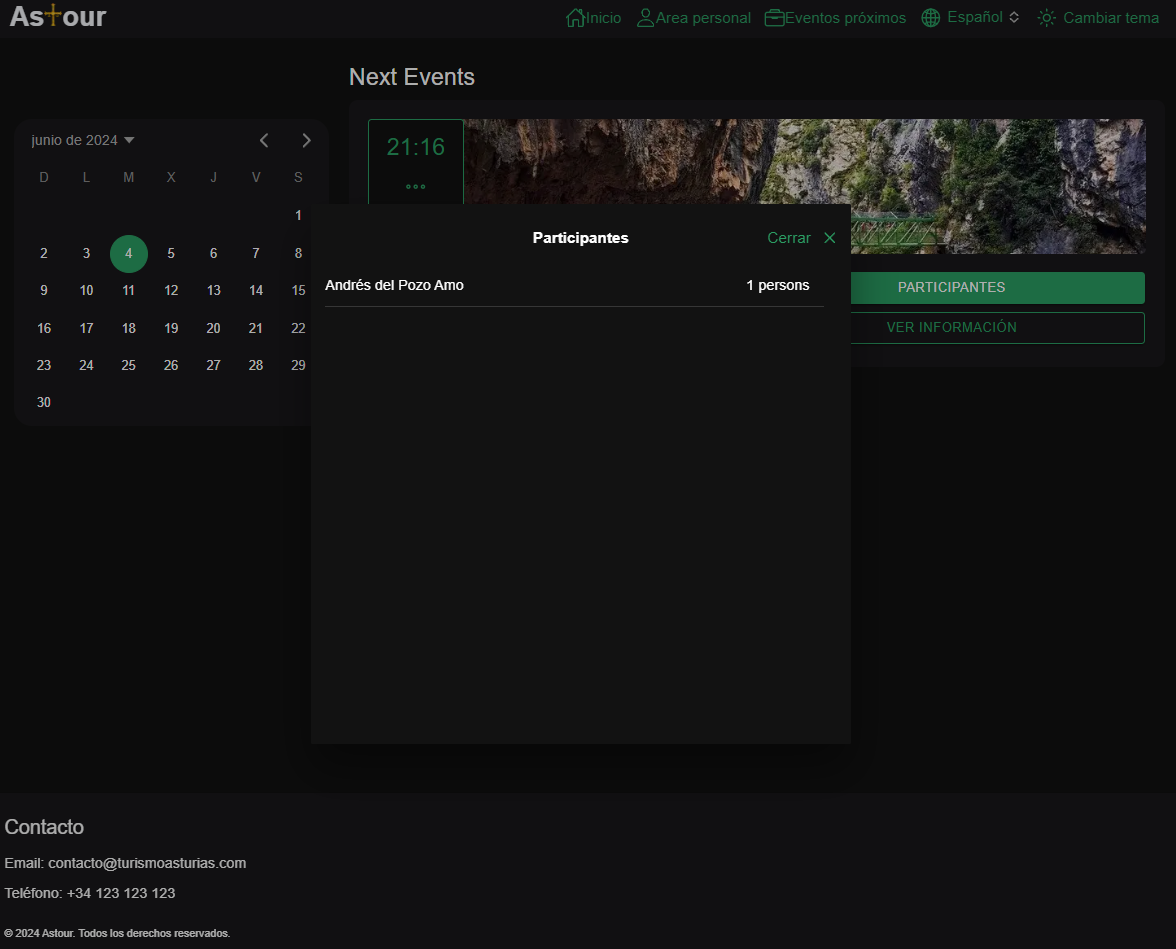 Astour
Inicio Area personal Eventos próximos Español Cambiar tema
Next Events
junio de 2024
D L M X J V S
1
2 3 4 5 6 7 8
9 10 11 12 13 14 15
16 17 18 19 20 21 22
23 24 25 26 27 28 29
30
21:16
Participantes Cerrar
Andrés del Pozo Amo 1 persons
PARTICIPANTES
VER INFORMACIÓN
Contacto
Email: contacto@turismoasturias.com
Teléfono: +34 123 123 123
© 2024 Astour. Todos los derechos reservados.